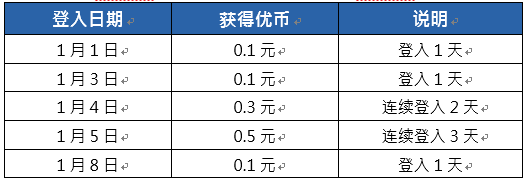 登入日期 获得优币 说明
1月1日 0.1元 登入1天
1月3日 0.1元 登入1天
1月4日 0.3元 连续登入2天
1月5日 0.5元 连续登入3天
1月8日 0.1元 登入1天